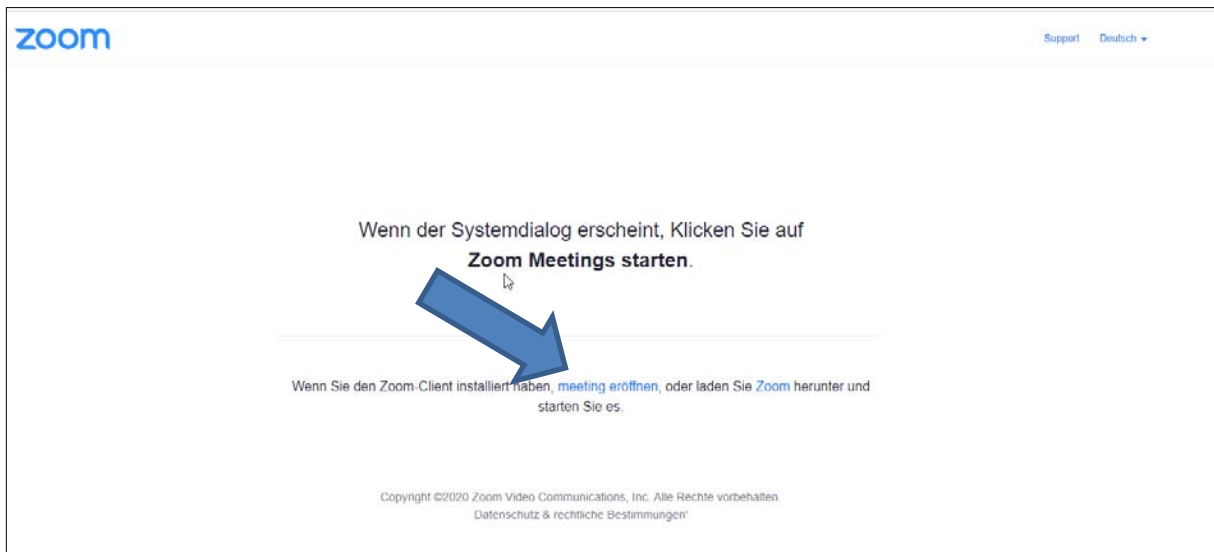 zoom
Support Deutsch
Wenn der Systemdialog erscheint, Klicken Sie auf
Zoom Meetings starten.
Wenn Sie den Zoom-Client installiert haben, meeting eröffnen, oder laden Sie Zoom herunter und
starten Sie es.
Copyright ©2020 Zoom Video Communications, Inc. Alle Rechte vorbehalten.
Datenschutz & rechtliche Bestimmungen'